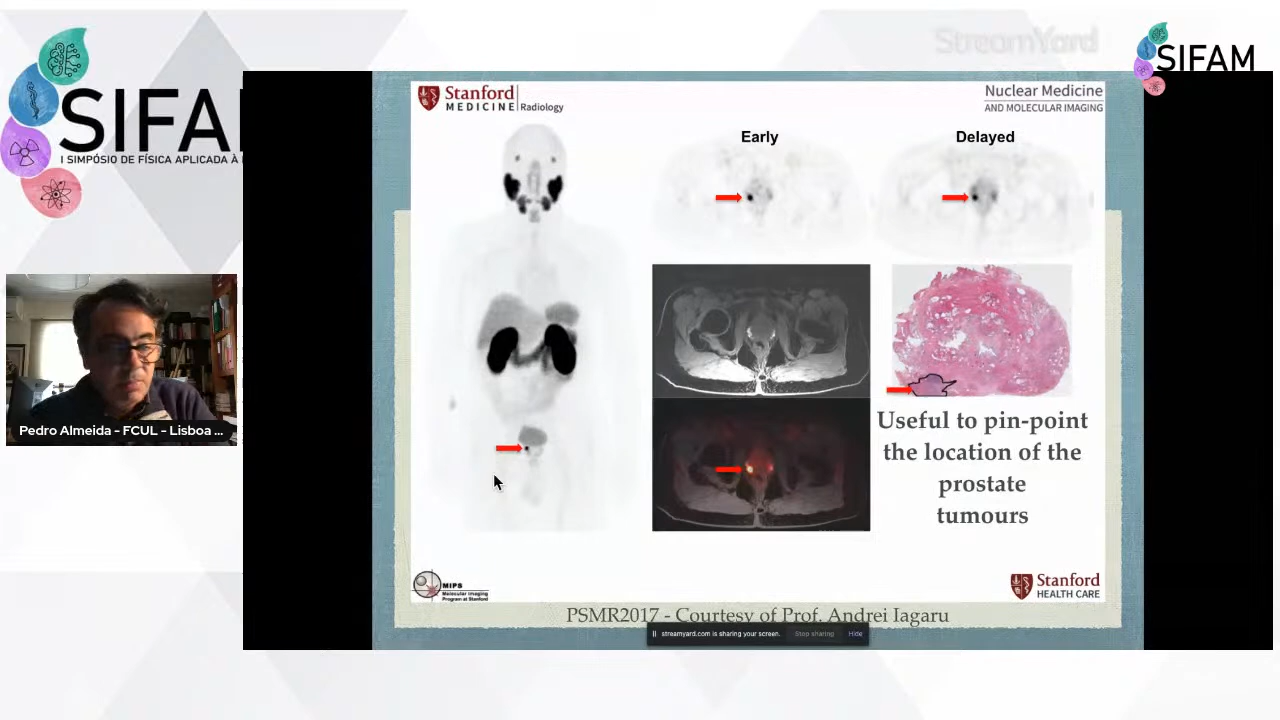 StreamYard
SIFAM
SIFA
I SIMPÓSIO DE FÍSICA APLICADA À
Stanford
MEDICINE Radiology
Nuclear Medicine
AND MOLECULAR IMAGING
Early
Delayed
Useful to pin-point
the location of the
prostate
tumours
Pedro Almeida - FCUL - Lisboa ...
MIPS
Molecular Imaging
Program at Stanford
Stanford
HEALTH CARE
PSMR2017 - Courtesy of Prof. Andrei Iagaru
streamyard.com is sharing your screen.
Stop sharing
Hide